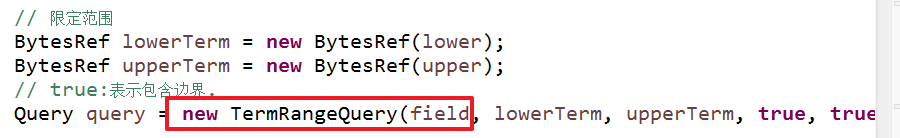 // 限定范围
BytesRef lowerTerm = new BytesRef(lower);
BytesRef upperTerm = new BytesRef(upper);
// true:表示包含边界.
Query query = new TermRangeQuery(field, lowerTerm, upperTerm, true, true